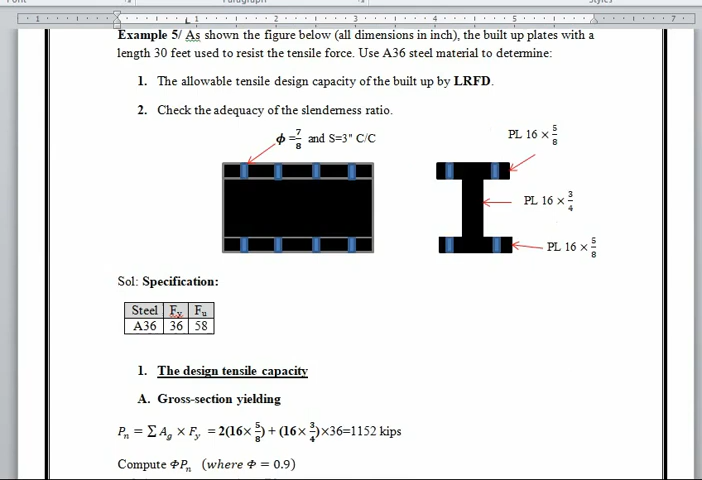 Example 5/ As shown the figure below (all dimensions in inch), the built up plates with a
length 30 feet used to resist the tensile force. Use A36 steel material to determine:
1. The allowable tensile design capacity of the built up by LRFD.
2. Check the adequacy of the slenderness ratio.
ϕ = 7/8 and S=3" C/C
PL 16 × 5/8
PL 16 × 3/4
PL 16 × 5/8
Sol: Specification:
Steel Fy Fu
A36 36 58
1. The design tensile capacity
A. Gross-section yielding
Pn = ∑ Ag × Fy = 2(16× 5/8) + (16× 3/4)×36=1152 kips
Compute ΦPn (where Φ = 0.9)